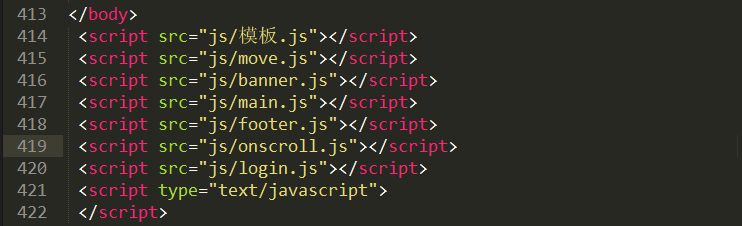 413 </body>
414 <script src="js/模板.js"></script>
415 <script src="js/move.js"></script>
416 <script src="js/banner.js"></script>
417 <script src="js/main.js"></script>
418 <script src="js/footer.js"></script>
419 <script src="js/onscroll.js"></script>
420 <script src="js/login.js"></script>
421 <script type="text/javascript">
422 </script>